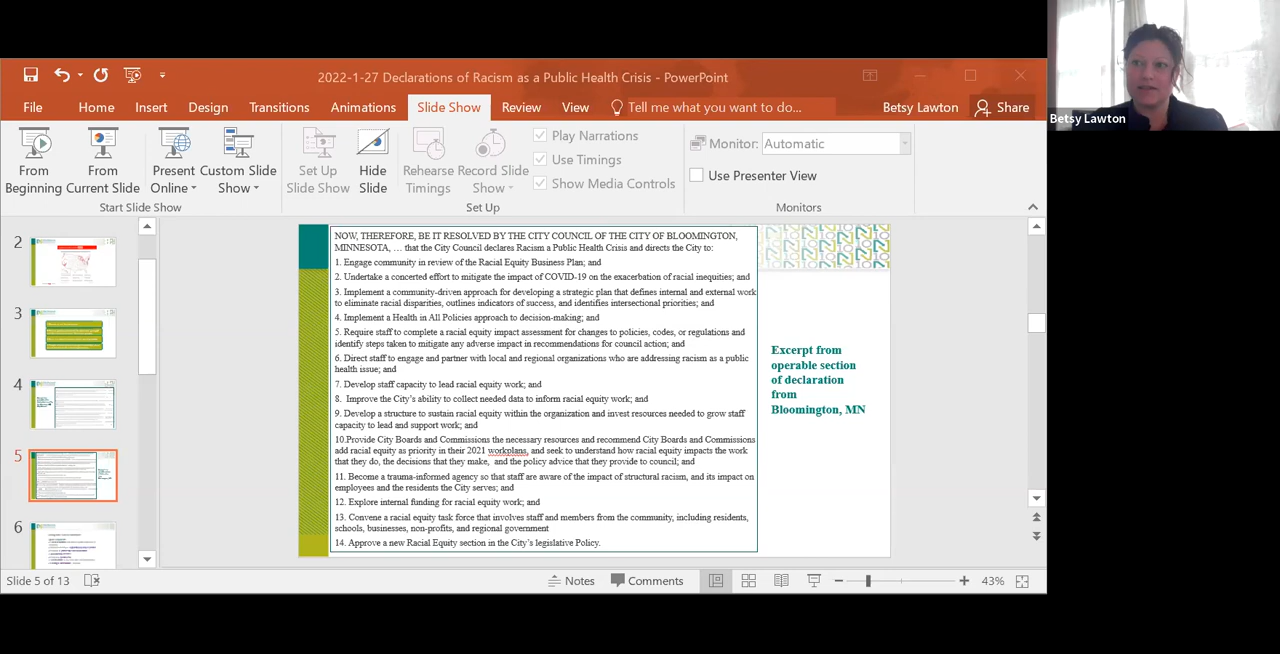 2022-1-27 Declarations of Racism as a Public Health Crisis - PowerPoint
File Home Insert Design Transitions Animations Slide Show Review View Tell me what you want to do... Betsy Lawton Share
From Beginning
From Current Slide
Present Online
Custom Slide Show
Start Slide Show
Set Up Slide Show
Hide Slide
Rehearse Timings
Record Slide Show
Play Narrations
Use Timings
Show Media Controls
Set Up
Monitor: Automatic
Use Presenter View
Monitors
Betsy Lawton
2
3
4
5
6
NOW, THEREFORE, BE IT RESOLVED BY THE CITY COUNCIL OF THE CITY OF BLOOMINGTON,
MINNESOTA, … that the City Council declares Racism a Public Health Crisis and directs the City to:
1. Engage community in review of the Racial Equity Business Plan; and
2. Undertake a concerted effort to mitigate the impact of COVID-19 on the exacerbation of racial inequities; and
3. Implement a community-driven approach for developing a strategic plan that defines internal and external work
to eliminate racial disparities, outlines indicators of success, and identifies intersectional priorities; and
4. Implement a Health in All Policies approach to decision-making; and
5. Require staff to complete a racial equity impact assessment for changes to policies, codes, or regulations and
identify steps taken to mitigate any adverse impact in recommendations for council action; and
6. Direct staff to engage and partner with local and regional organizations who are addressing racism as a public
health issue; and
7. Develop staff capacity to lead racial equity work; and
8. Improve the City's ability to collect needed data to inform racial equity work; and
9. Develop a structure to sustain racial equity within the organization and invest resources needed to grow staff
capacity to lead and support work; and
10.Provide City Boards and Commissions the necessary resources and recommend City Boards and Commissions
add racial equity as priority in their 2021 workplans, and seek to understand how racial equity impacts the work
that they do, the decisions that they make, and the policy advice that they provide to council; and
11. Become a trauma-informed agency so that staff are aware of the impact of structural racism, and its impact on
employees and the residents the City serves; and
12. Explore internal funding for racial equity work; and
13. Convene a racial equity task force that involves staff and members from the community, including residents,
schools, businesses, non-profits, and regional government
14. Approve a new Racial Equity section in the City's legislative Policy.
Excerpt from
operable section
of declaration
from
Bloomington, MN
Slide 5 of 13
Notes
Comments
43%